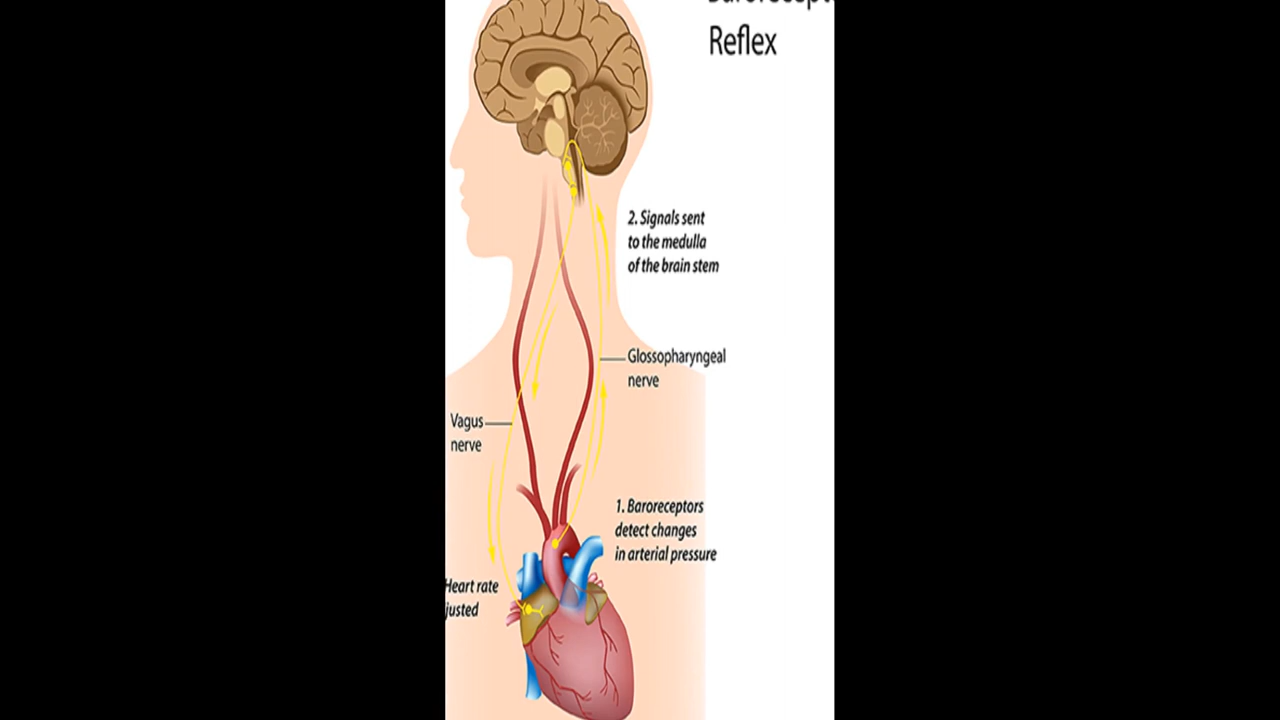 Reflex
2. Signals sent
to the medulla
of the brain stem
Glossopharyngeal
nerve
Vagus
nerve
1. Baroreceptors
detect changes
in arterial pressure
Heart rate
justed